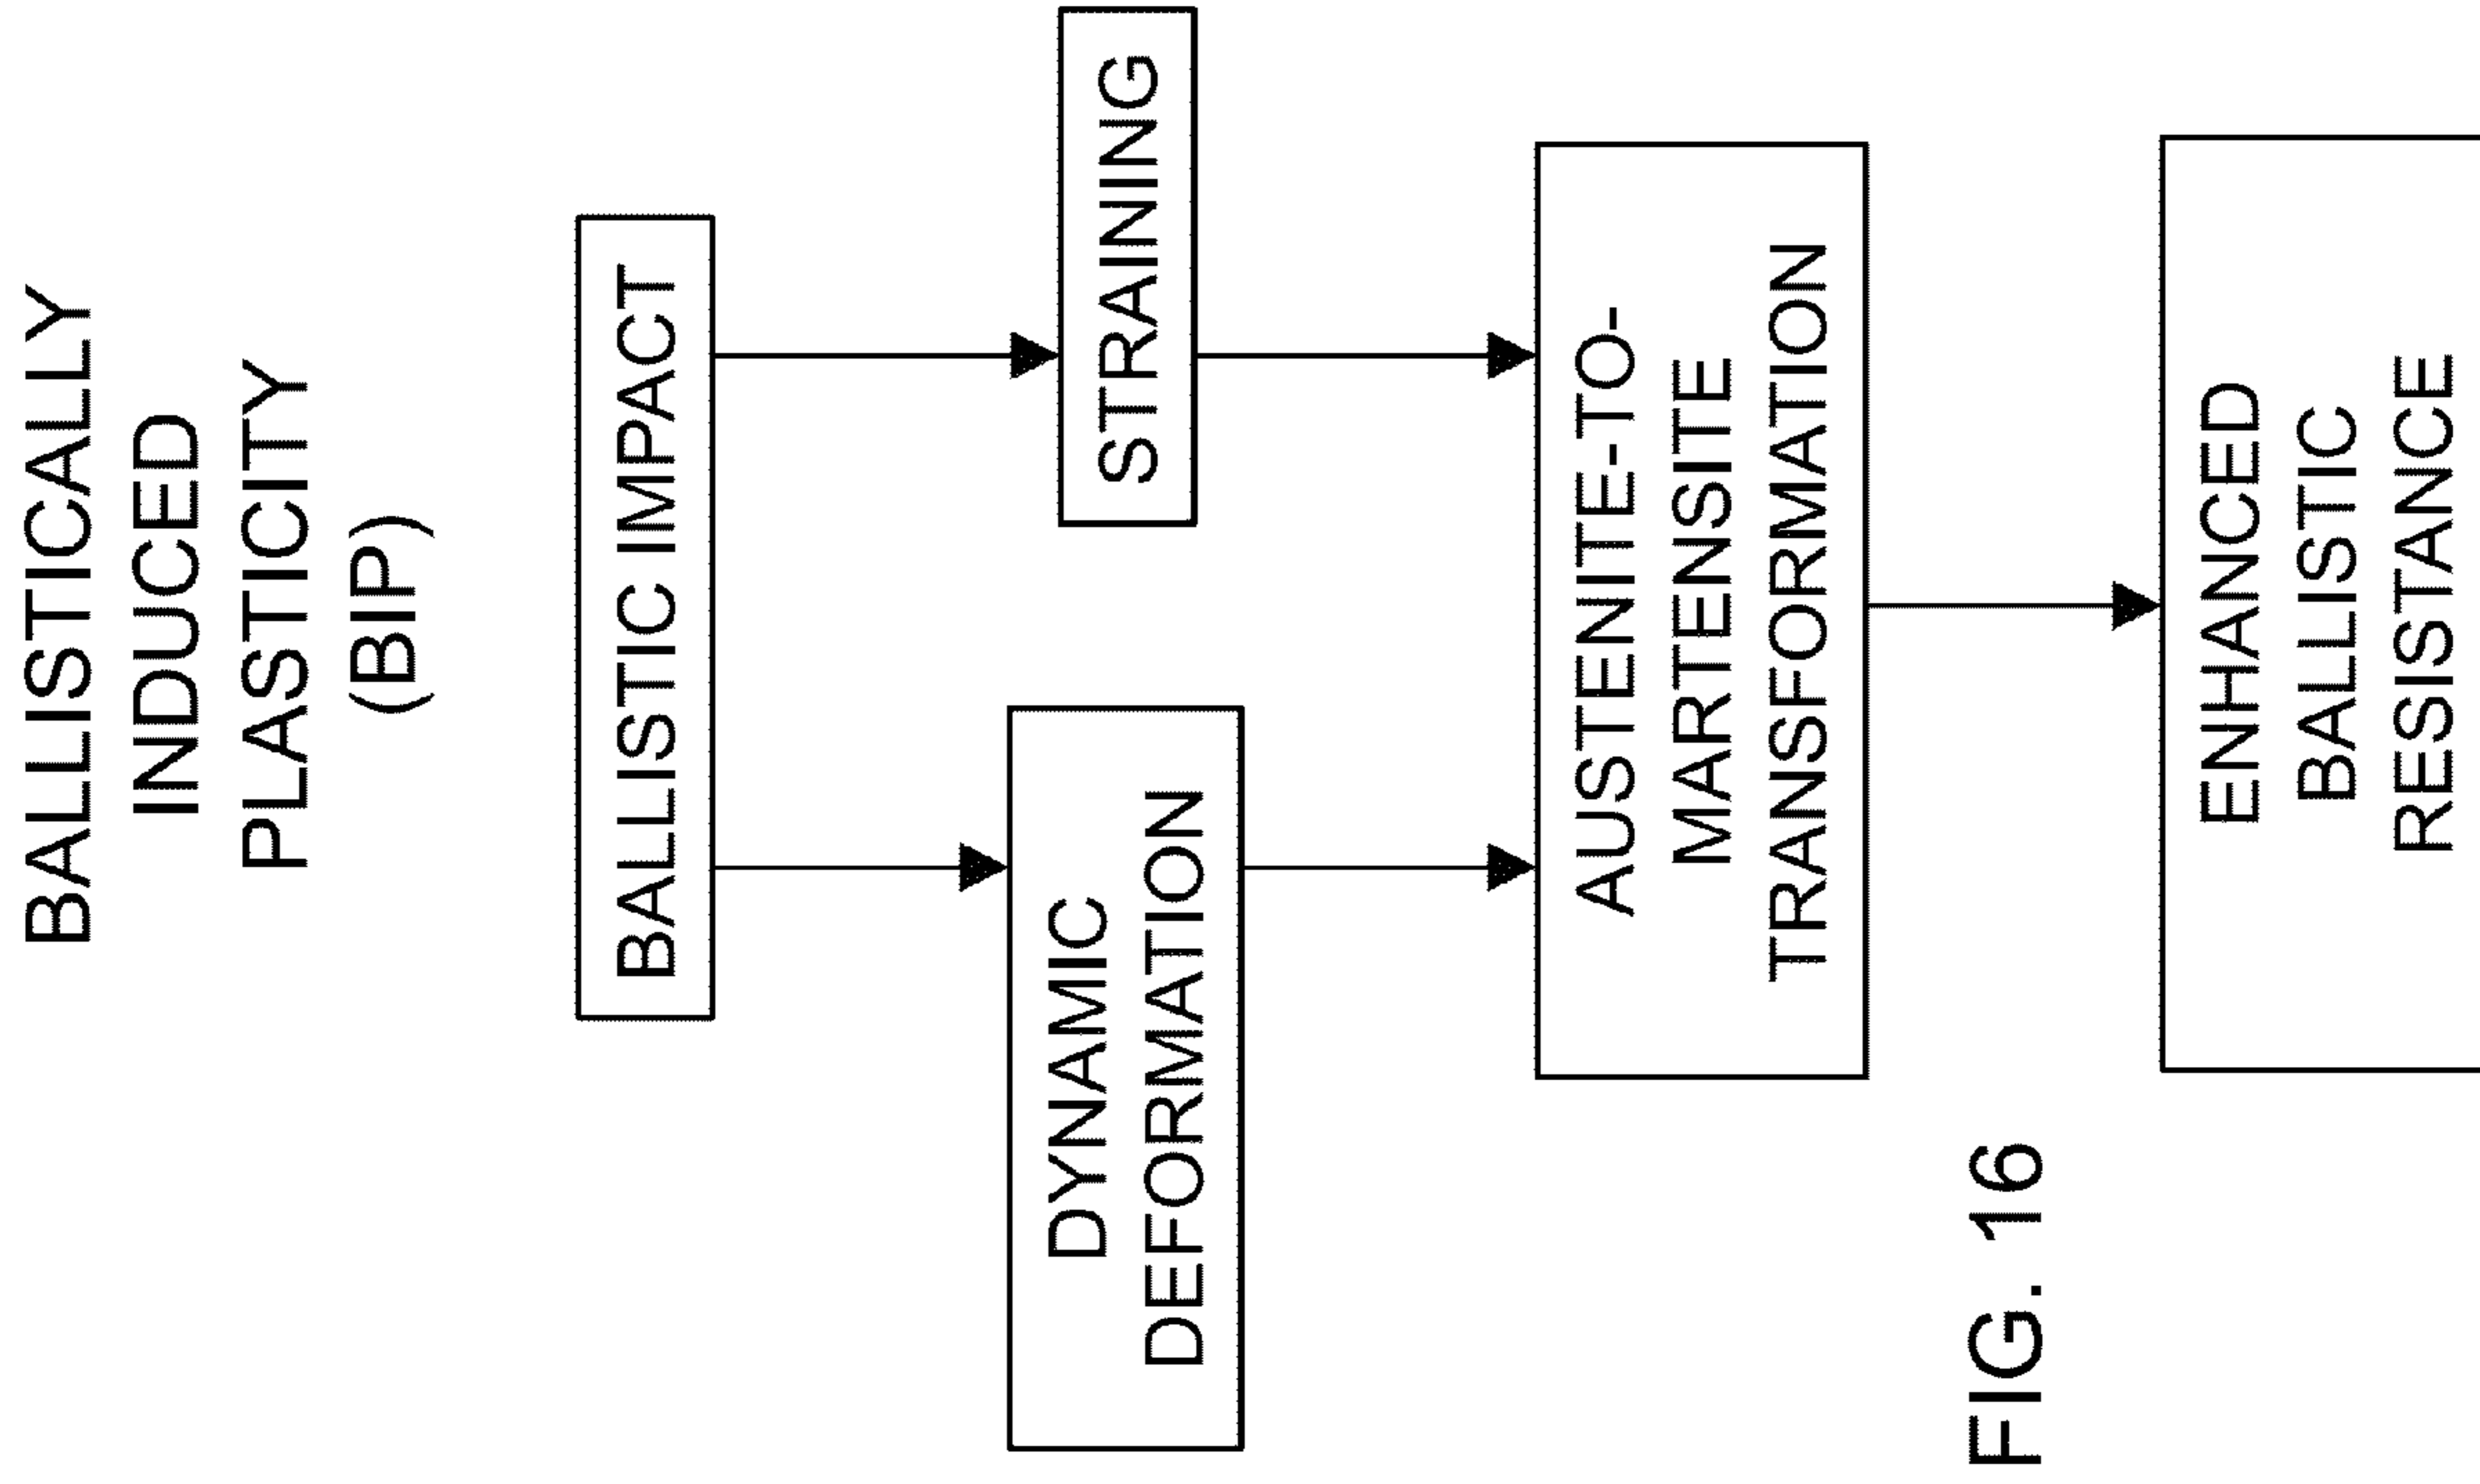 BALLISTICALLY
INDUCED
PLASTICITY
(BIP)
BALLISTIC IMPACT
DYNAMIC
DEFORMATION
STRAINING
AUSTENITE-TO-
MARTENSITE
TRANSFORMATION
ENHANCED
BALLISTIC
RESISTANCE
FIG. 16